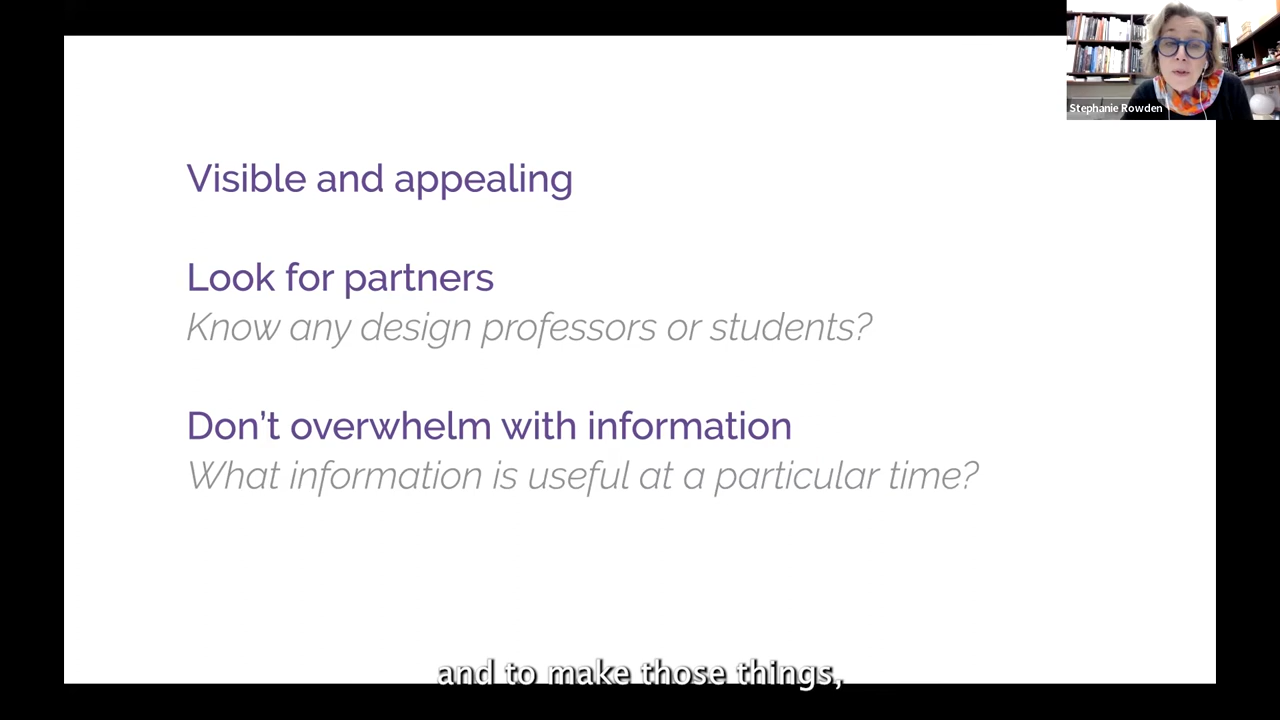 Stephanie Rowden
Visible and appealing
Look for partners
Know any design professors or students?
Don't overwhelm with information
What information is useful at a particular time?
and to make those things,